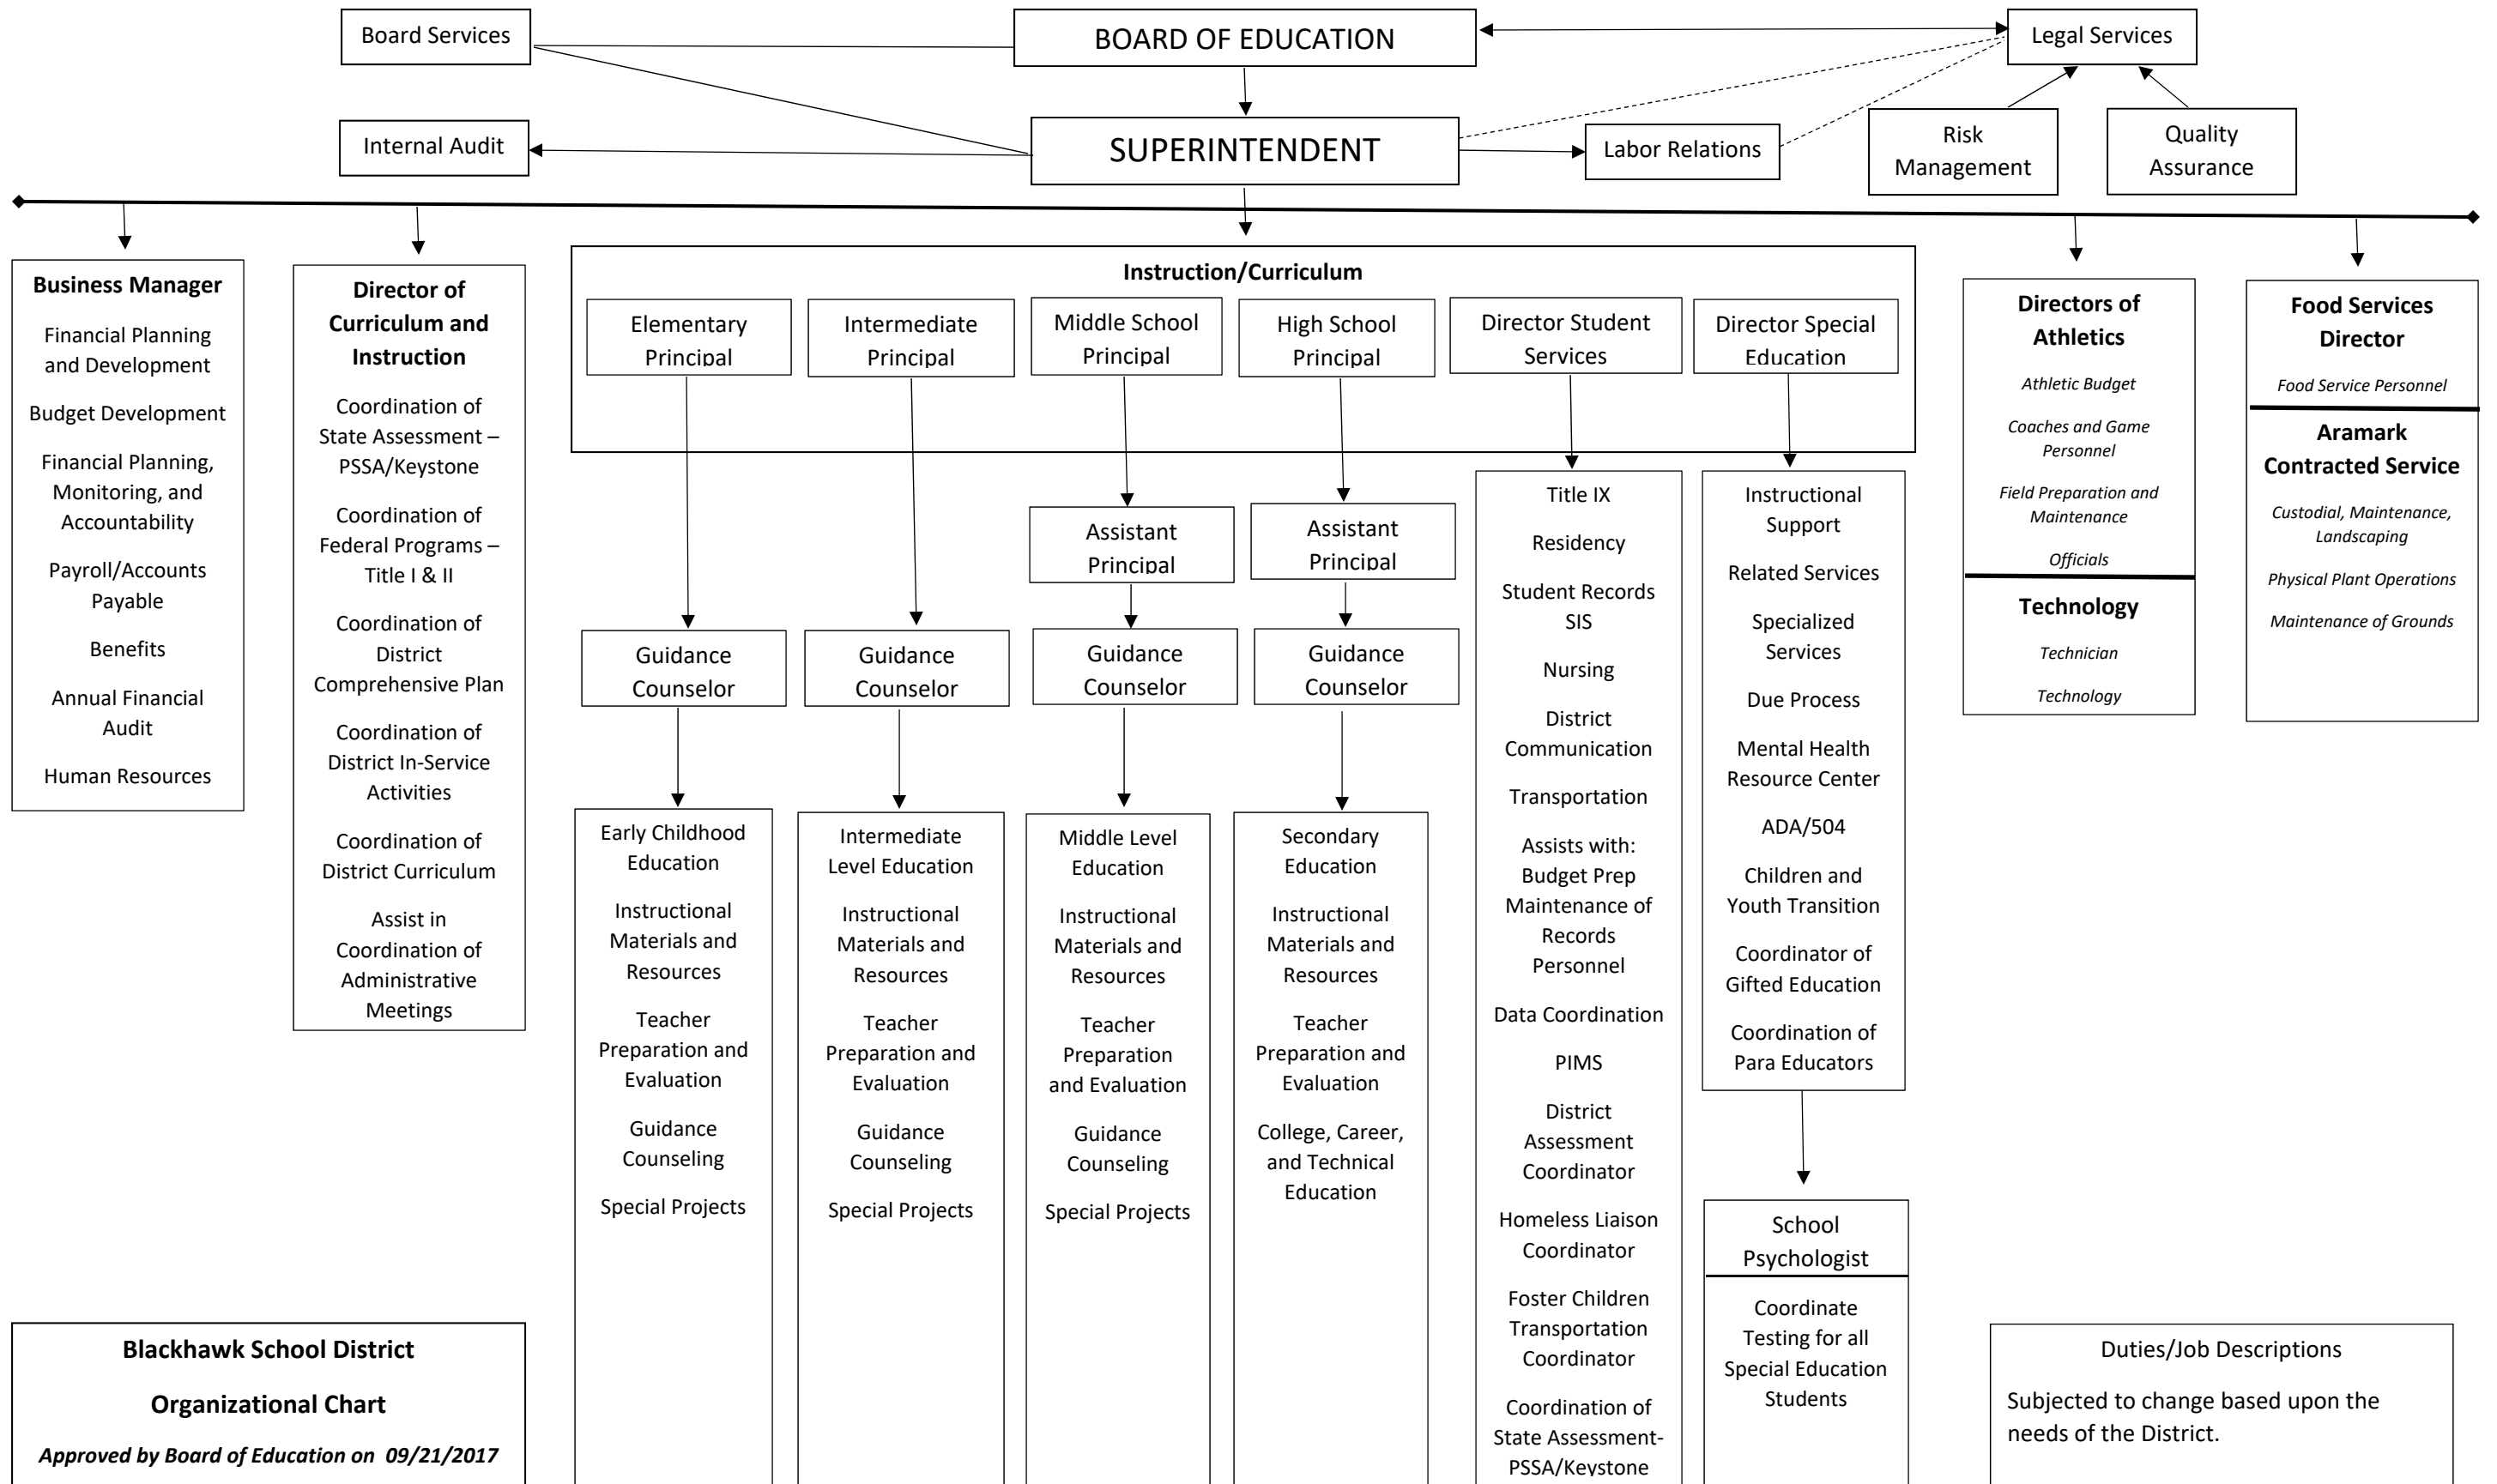 Board Services
BOARD OF EDUCATION
Legal Services
Internal Audit
SUPERINTENDENT
Labor Relations
Risk
Management
Quality
Assurance
Business Manager
Financial Planning
and Development
Budget Development
Financial Planning,
Monitoring, and
Accountability
Payroll/Accounts
Payable
Benefits
Annual Financial
Audit
Human Resources
Director of
Curriculum and
Instruction
Coordination of
State Assessment –
PSSA/Keystone
Coordination of
Federal Programs –
Title I & II
Coordination of
District
Comprehensive Plan
Coordination of
District In-Service
Activities
Coordination of
District Curriculum
Assist in
Coordination of
Administrative
Meetings
Instruction/Curriculum
Elementary
Principal
Intermediate
Principal
Middle School
Principal
High School
Principal
Director Student
Services
Director Special
Education
Assistant
Principal
Assistant
Principal
Guidance
Counselor
Guidance
Counselor
Guidance
Counselor
Guidance
Counselor
Early Childhood
Education
Instructional
Materials and
Resources
Teacher
Preparation and
Evaluation
Guidance
Counseling
Special Projects
Intermediate
Level Education
Instructional
Materials and
Resources
Teacher
Preparation and
Evaluation
Guidance
Counseling
Special Projects
Middle Level
Education
Instructional
Materials and
Resources
Teacher
Preparation
and Evaluation
Guidance
Counseling
Special Projects
Secondary
Education
Instructional
Materials and
Resources
Teacher
Preparation and
Evaluation
College, Career,
and Technical
Education
Title IX
Residency
Student Records
SIS
Nursing
District
Communication
Transportation
Assists with:
Budget Prep
Maintenance of
Records
Personnel
Data Coordination
PIMS
District
Assessment
Coordinator
Homeless Liaison
Coordinator
Foster Children
Transportation
Coordinator
Coordination of
State Assessment-
PSSA/Keystone
Instructional
Support
Related Services
Specialized
Services
Due Process
Mental Health
Resource Center
ADA/504
Children and
Youth Transition
Coordinator of
Gifted Education
Coordination of
Para Educators
School
Psychologist
Coordinate
Testing for all
Special Education
Students
Directors of
Athletics
Athletic Budget
Coaches and Game
Personnel
Field Preparation and
Maintenance
Officials
Technology
Technician
Technology
Food Services
Director
Food Service Personnel
Aramark
Contracted Service
Custodial, Maintenance,
Landscaping
Physical Plant Operations
Maintenance of Grounds
Blackhawk School District
Organizational Chart
Approved by Board of Education on 09/21/2017
Duties/Job Descriptions
Subjected to change based upon the
needs of the District.